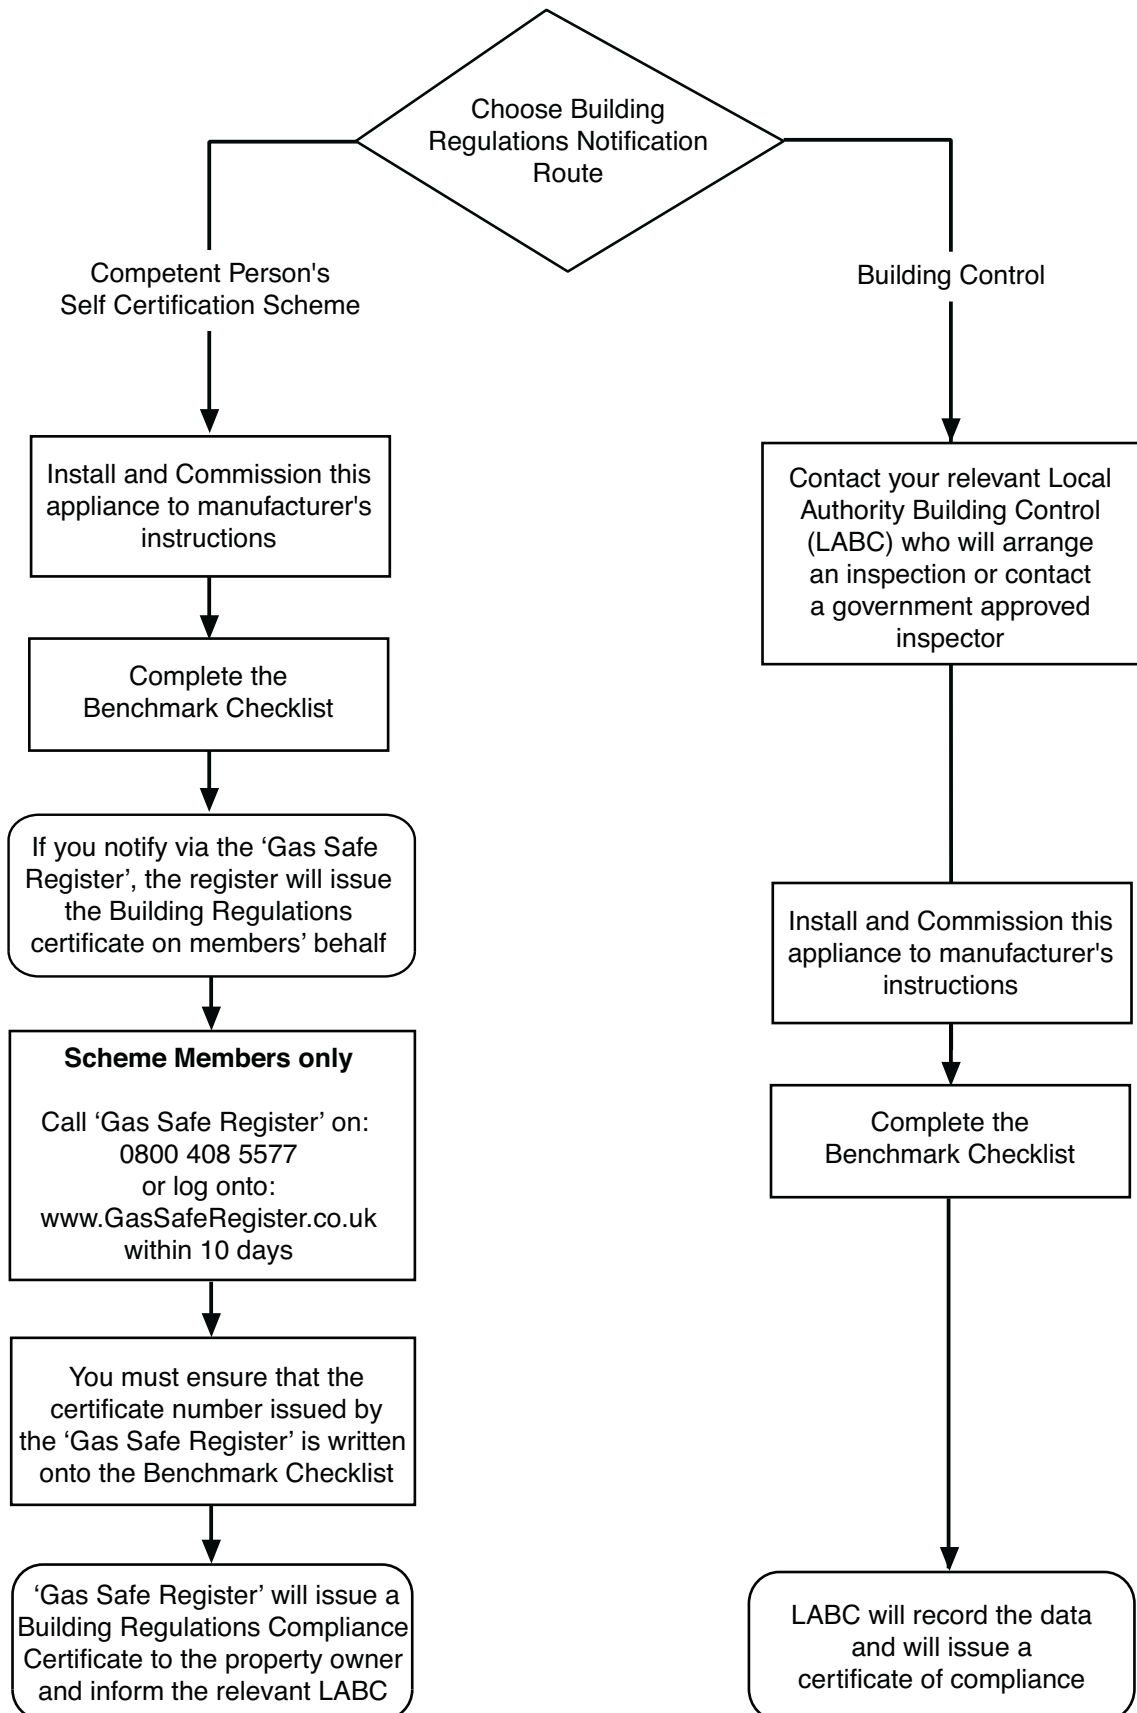 Choose Building
Regulations Notification
Route
Competent Person's
Self Certification Scheme
Building Control
Install and Commission this
appliance to manufacturer's
instructions
Contact your relevant Local
Authority Building Control
(LABC) who will arrange
an inspection or contact
a government approved
inspector
Complete the
Benchmark Checklist
If you notify via the ‘Gas Safe
Register’, the register will issue
the Building Regulations
certificate on members’ behalf
Install and Commission this
appliance to manufacturer's
instructions
Scheme Members only
Call ‘Gas Safe Register’ on:
0800 408 5577
or log onto:
www.GasSafeRegister.co.uk
within 10 days
Complete the
Benchmark Checklist
You must ensure that the
certificate number issued by
the ‘Gas Safe Register’ is written
onto the Benchmark Checklist
‘Gas Safe Register’ will issue a
Building Regulations Compliance
Certificate to the property owner
and inform the relevant LABC
LABC will record the data
and will issue a
certificate of compliance